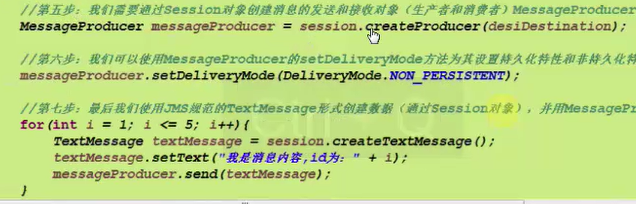 //第五步：我们需要通过Session对象创建消息的发送和接收对象（生产者和消费者）MessageProducer
MessageProducer messageProducer = session.createProducer(desiDestination);
//第六步：我们可以使用MessageProducer的setDeliveryMode方法为其设置持久化特性和非持久化特
messageProducer.setDeliveryMode(DeliveryMode.NON_PERSISTENT);
//第七步：最后我们使用JMS规范的TextMessage形式创建数据（通过Session对象），并用MessagePr
for(int i = 1; i <= 5; i++){
TextMessage textMessage = session.createTextMessage();
textMessage.setText("我是消息内容,id为：" + i);
messageProducer.send(textMessage);
}